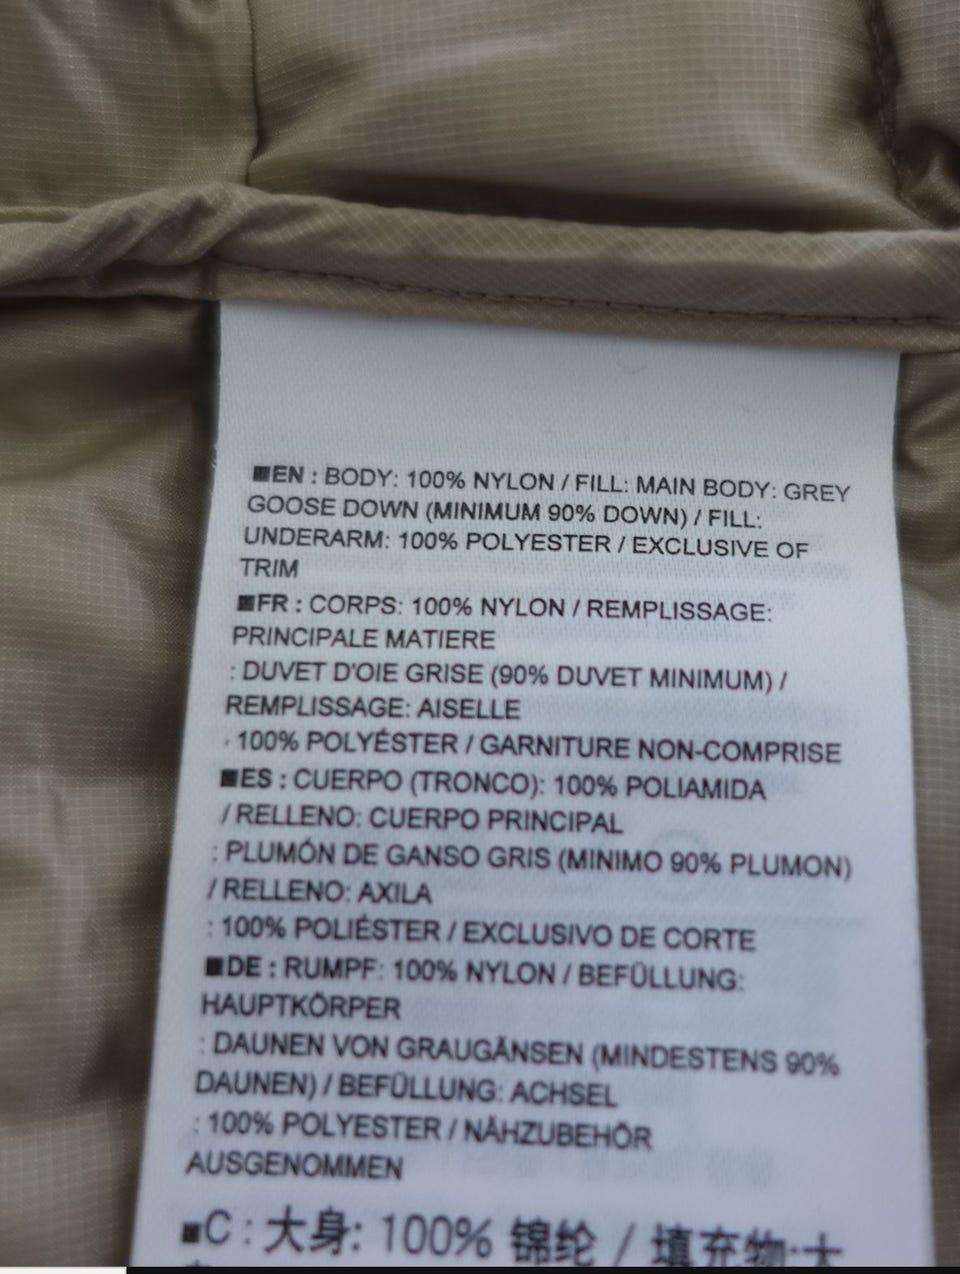 ■EN : BODY: 100% NYLON / FILL: MAIN BODY: GREY
GOOSE DOWN (MINIMUM 90% DOWN) / FILL:
UNDERARM: 100% POLYESTER / EXCLUSIVE OF
TRIM
■FR : CORPS: 100% NYLON / REMPLISSAGE:
PRINCIPALE MATIERE
: DUVET D'OIE GRISE (90% DUVET MINIMUM) /
REMPLISSAGE: AISELLE
: 100% POLYÉSTER / GARNITURE NON-COMPRISE
■ES : CUERPO (TRONCO): 100% POLIAMIDA
/ RELLENO: CUERPO PRINCIPAL
: PLUMÓN DE GANSO GRIS (MINIMO 90% PLUMON)
/ RELLENO: AXILA
: 100% POLIÉSTER / EXCLUSIVO DE CORTE
■DE : RUMPF: 100% NYLON / BEFÜLLUNG:
HAUPTKÖRPER
: DAUNEN VON GRAUGÄNSEN (MINDESTENS 90%
DAUNEN) / BEFÜLLUNG: ACHSEL
: 100% POLYESTER / NÄHZUBEHÖR
AUSGENOMMEN
■C : 大身: 100% 锦纶 / 填充物:大